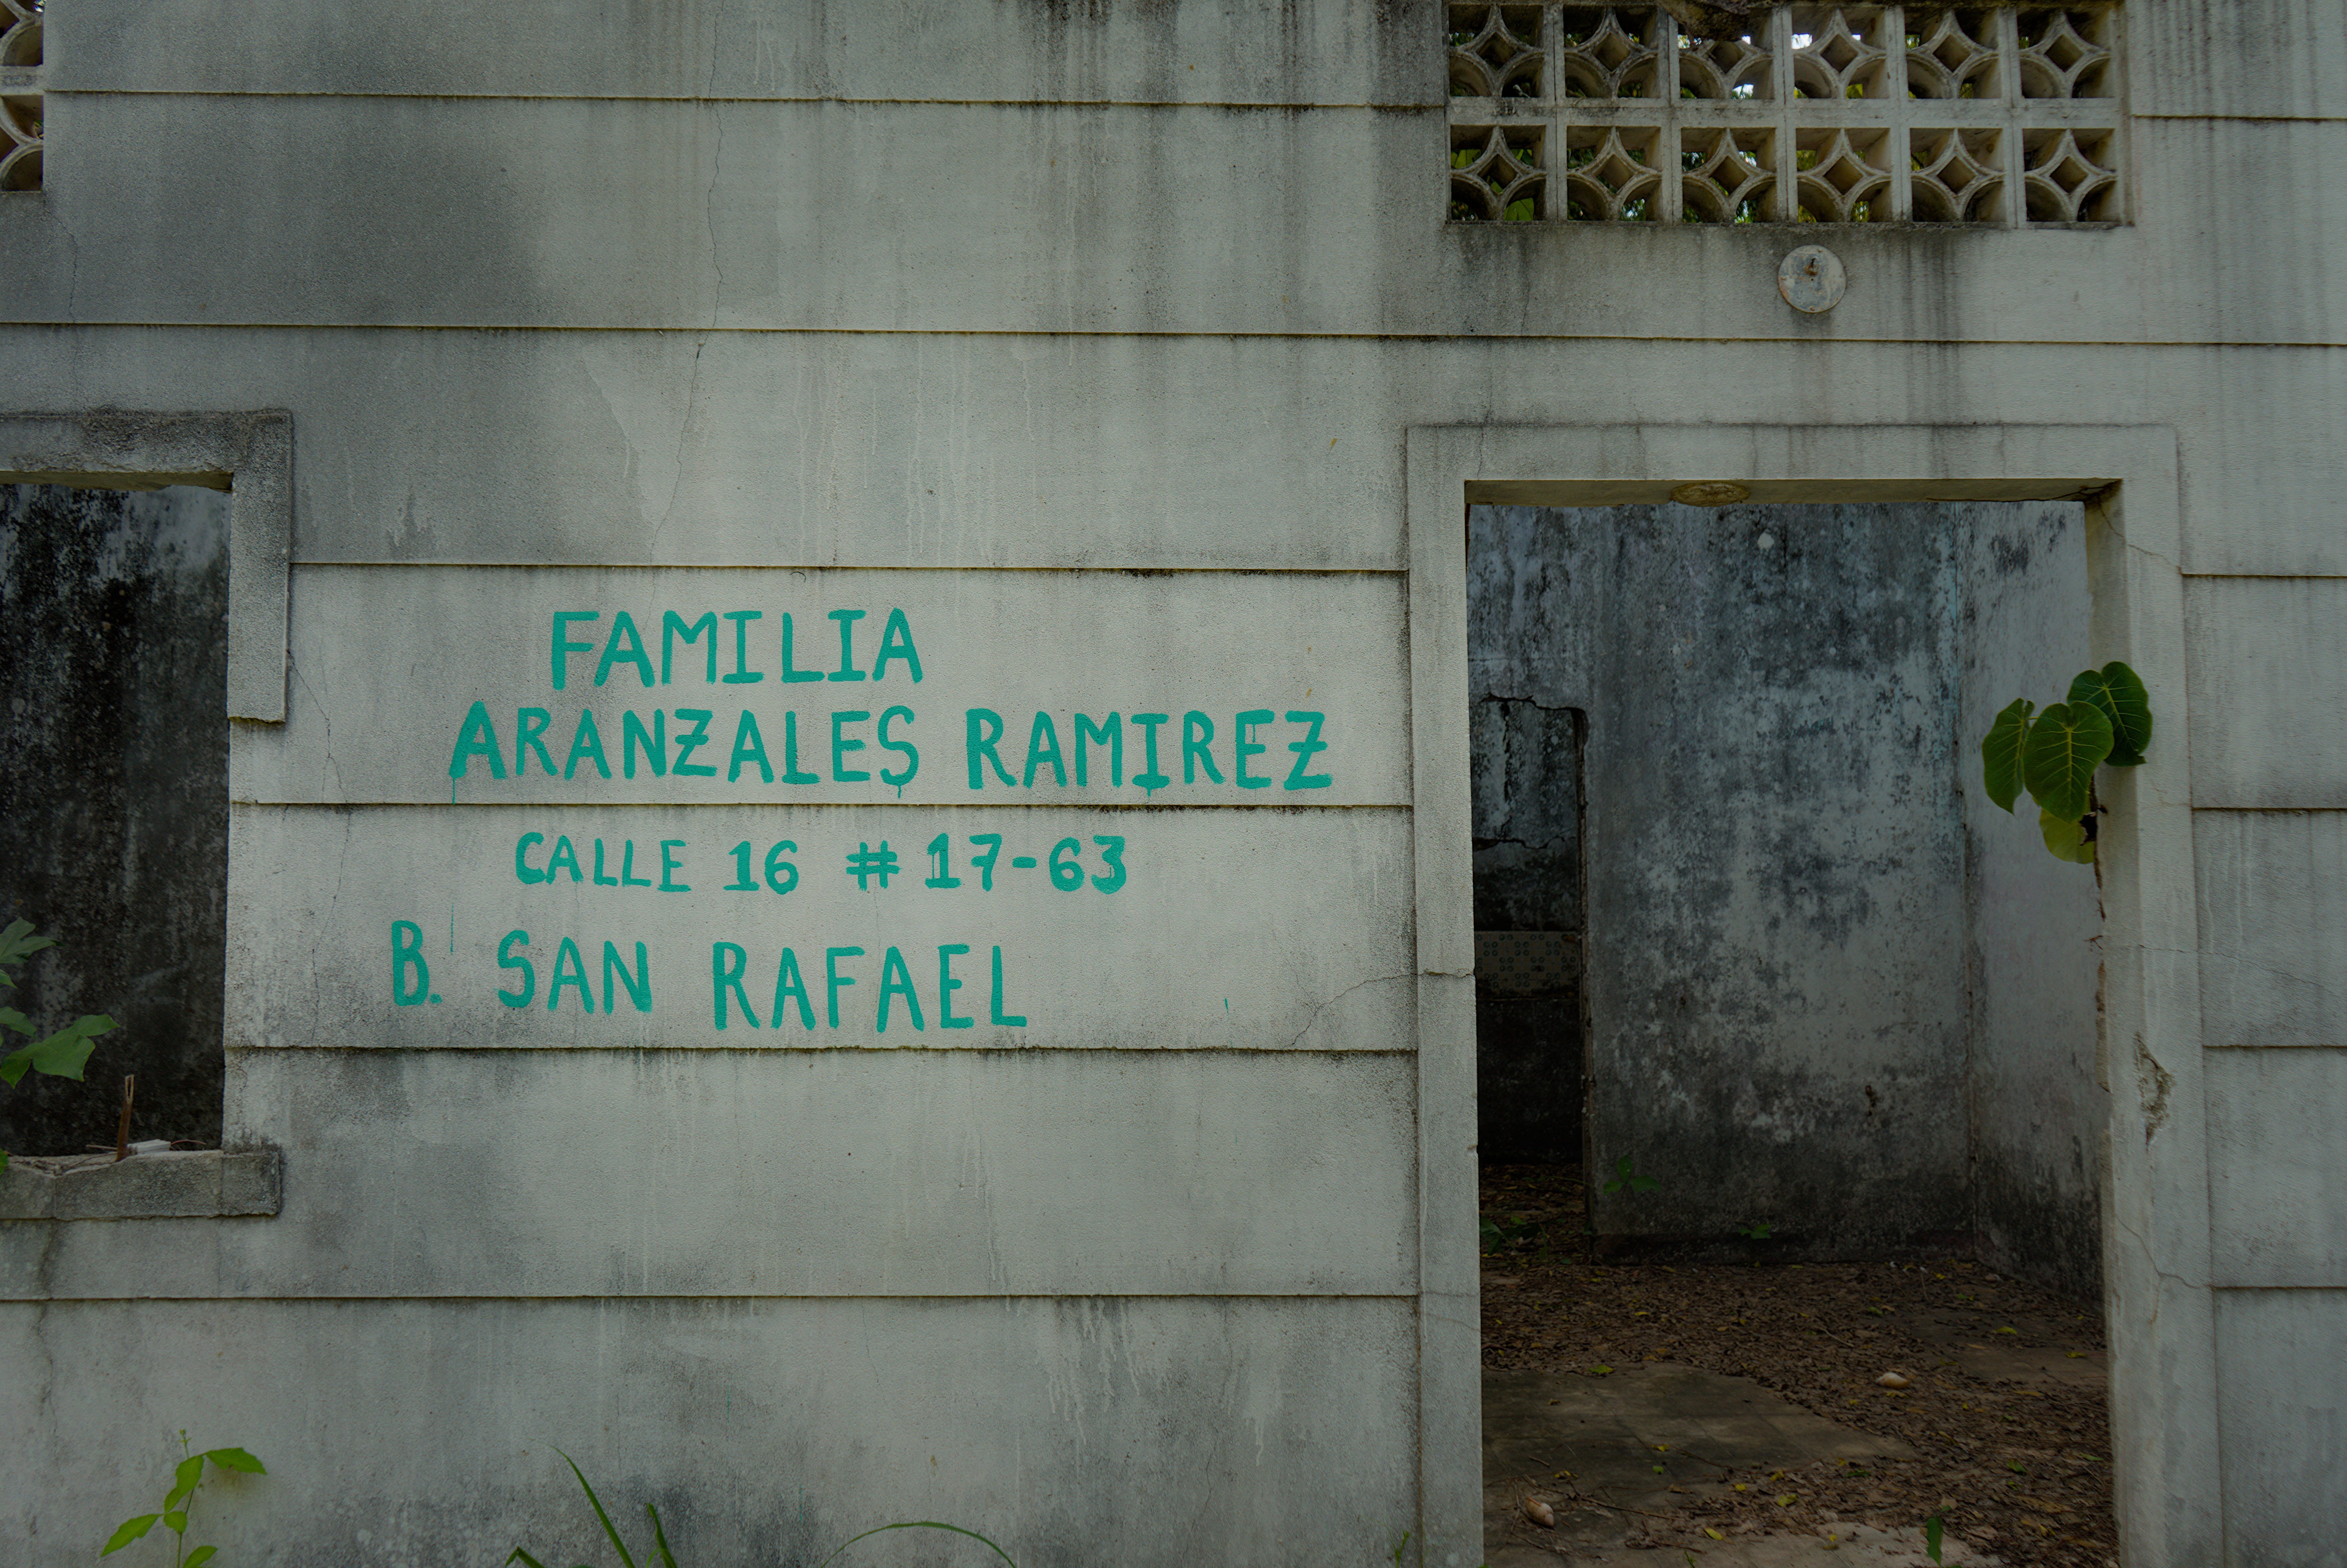 FAMILIA
ARANZALES RAMIREZ
CALLE 16 # 17-63
B. SAN RAFAEL